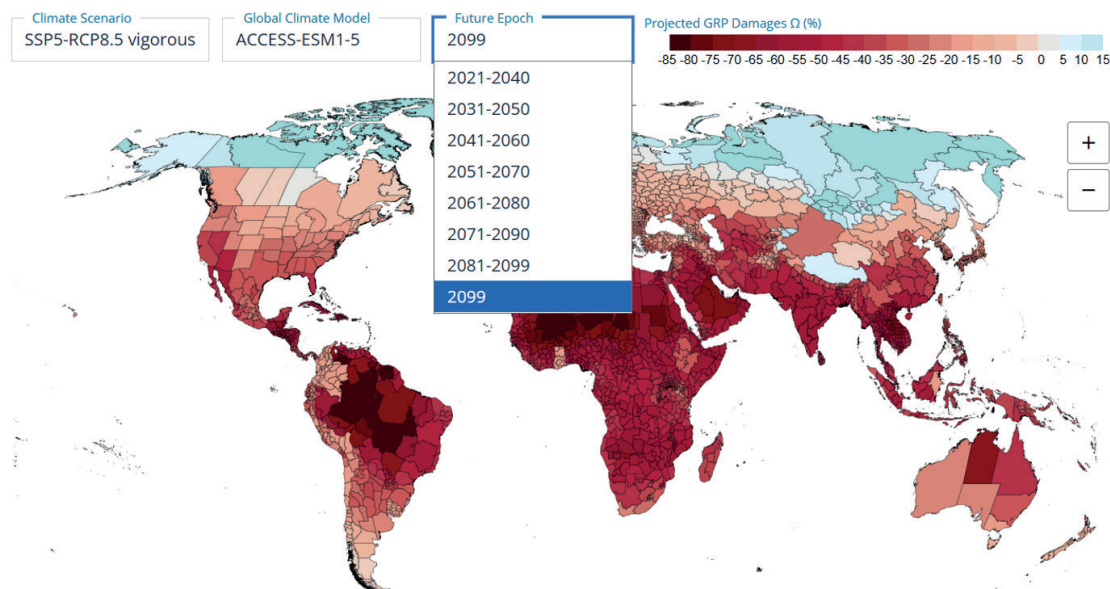 Climate Scenario
SSP5-RCP8.5 vigorous
Global Climate Model
ACCESS-ESM1-5
Future Epoch
2099
2021-2040
2031-2050
2041-2060
2051-2070
2061-2080
2071-2090
2081-2099
2099
Projected GRP Damages Ω (%)
-85 -80 -75 -70 -65 -60 -55 -50 -45 -40 -35 -30 -25 -20 -15 -10 -5 0 5 10 15
+
−